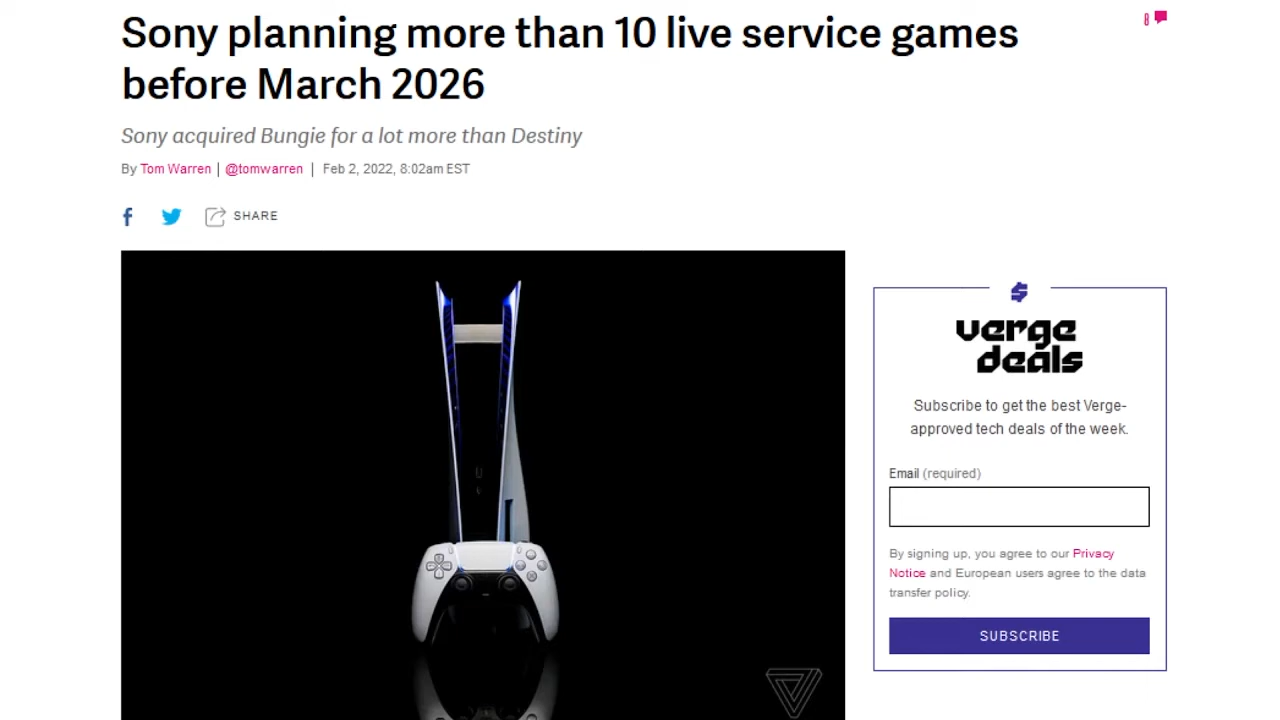 Sony planning more than 10 live service games
before March 2026
8
Sony acquired Bungie for a lot more than Destiny
By Tom Warren | @tomwarren | Feb 2, 2022, 8:02am EST
SHARE
verge
deals
Subscribe to get the best Verge-
approved tech deals of the week.
Email (required)
By signing up, you agree to our Privacy
Notice and European users agree to the data
transfer policy.
SUBSCRIBE